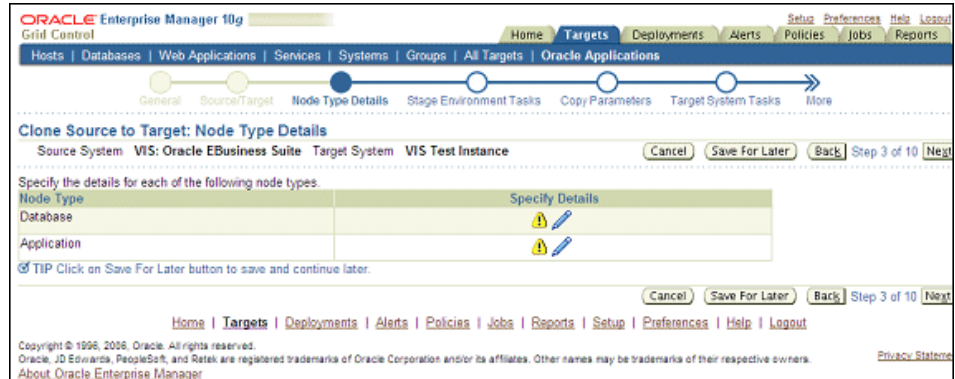 ORACLE Enterprise Manager 10g
Grid Control
Setup Preferences Help Logout
Home Targets Deployments Alerts Policies Jobs Reports
Hosts | Databases | Web Applications | Services | Systems | Groups | All Targets | Oracle Applications
General Source/Target Node Type Details Stage Environment Tasks Copy Parameters Target System Tasks More
Clone Source to Target: Node Type Details
Source System VIS: Oracle EBusiness Suite Target System VIS Test Instance Cancel Save For Later Back Step 3 of 10 Next
Specify the details for each of the following node types.
Node Type Specify Details
Database
Application
TIP Click on Save For Later button to save and continue later.
Cancel Save For Later Back Step 3 of 10 Next
Home | Targets | Deployments | Alerts | Policies | Jobs | Reports | Setup | Preferences | Help | Logout
Copyright © 1996, 2006, Oracle. All rights reserved.
Oracle, JD Edwards, PeopleSoft, and Retek are registered trademarks of Oracle Corporation and/or its affiliates. Other names may be trademarks of their respective owners.
Privacy Stateme
About Oracle Enterprise Manager